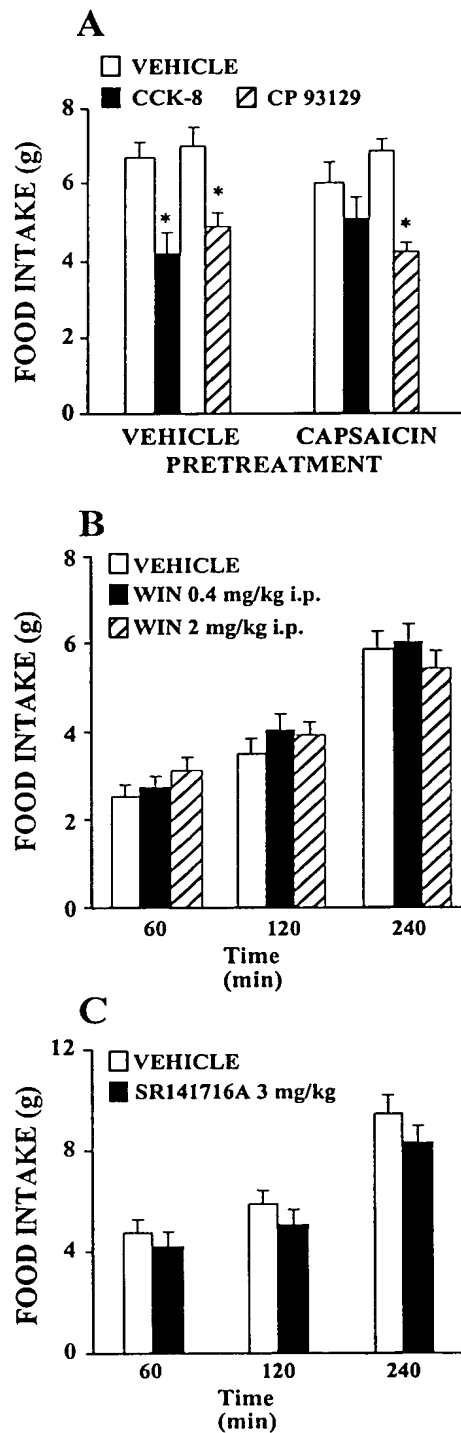 A
VEHICLE
CCK-8 CP 93129
FOOD INTAKE (g)
8
6
4
2
0
* * *
VEHICLE CAPSAICIN
PRETREATMENT
B
VEHICLE
WIN 0.4 mg/kg i.p.
WIN 2 mg/kg i.p.
FOOD INTAKE (g)
8
6
4
2
0
60 120 240
Time
(min)
C
VEHICLE
SR141716A 3 mg/kg
FOOD INTAKE (g)
12
8
4
0
60 120 240
Time
(min)